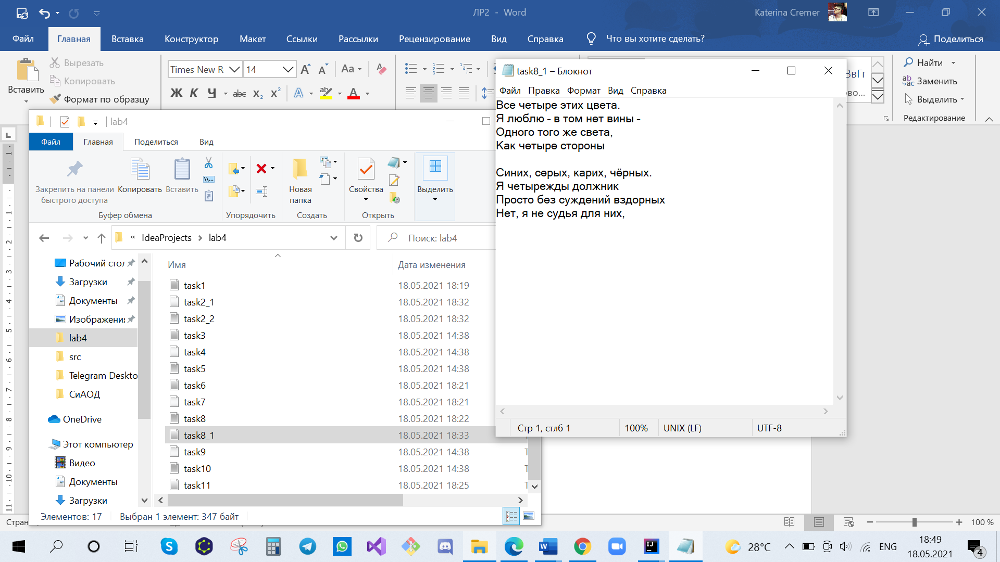 ЛР2 - Word
Katerina Cremer
Файл
Главная
Вставка
Конструктор
Макет
Ссылки
Рассылки
Рецензирование
Вид
Справка
Что вы хотите сделать?
Поделиться
Вставить
Вырезать
Копировать
Формат по образцу
Times New R
14
Aa
Ж К Ч abc X₂ X²
Найти
Заменить
Выделить
Редактирование
task8_1 – Блокнот
Файл Правка Формат Вид Справка
Все четыре этих цвета.
Я люблю - в том нет вины -
Одного того же света,
Как четыре стороны
Синих, серых, карих, чёрных.
Я четырежды должник
Просто без суждений вздорных
Нет, я не судья для них,
Стр 1, стлб 1
100%
UNIX (LF)
UTF-8
lab4
Файл
Главная
Поделиться
Вид
Закрепить на панели
быстрого доступа
Копировать
Вставить
Буфер обмена
Упорядочить
Новая
папка
Создать
Свойства
Открыть
Выделить
« IdeaProjects > lab4
Поиск: lab4
Рабочий стол
Загрузки
Документы
Изображения
lab4
src
Telegram Deskto
СиАОД
OneDrive
Этот компьютер
Видео
Документы
Загрузки
Имя
Дата изменения
task1 18.05.2021 18:19
task2_1 18.05.2021 18:32
task2_2 18.05.2021 18:32
task3 18.05.2021 14:38
task4 18.05.2021 14:38
task5 18.05.2021 14:38
task6 18.05.2021 18:21
task7 18.05.2021 18:21
task8 18.05.2021 18:22
task8_1 18.05.2021 18:33
task9 18.05.2021 14:38
task10 18.05.2021 14:38
task11 18.05.2021 18:25
Элементов: 17
Выбран 1 элемент: 347 байт
Стран
100 %
28°C
ENG
18:49
18.05.2021
4